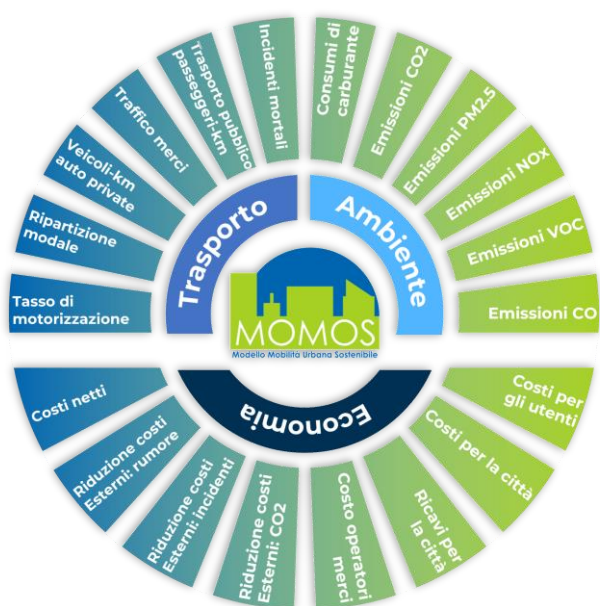 Tasso di
motorizzazione
Ripartizione
modale
Veicoli-km
auto private
Traffico merci
Trasporto pubblico
passeggeri-km
Incidenti mortali
Consumi di
carburante
Emissioni CO2
Emissioni PM2.5
Emissioni NOx
Emissioni VOC
Emissioni CO
Trasporto
Ambiente
MOMOS
Modello Mobilità Urbana Sostenibile
Economia
Costi netti
Riduzione costi
Esterni: rumore
Riduzione costi
Esterni: incidenti
Riduzione costi
Esterni: CO2
Costo operatori
merci
Ricavi per
la città
Costi per la città
Costi per
gli utenti